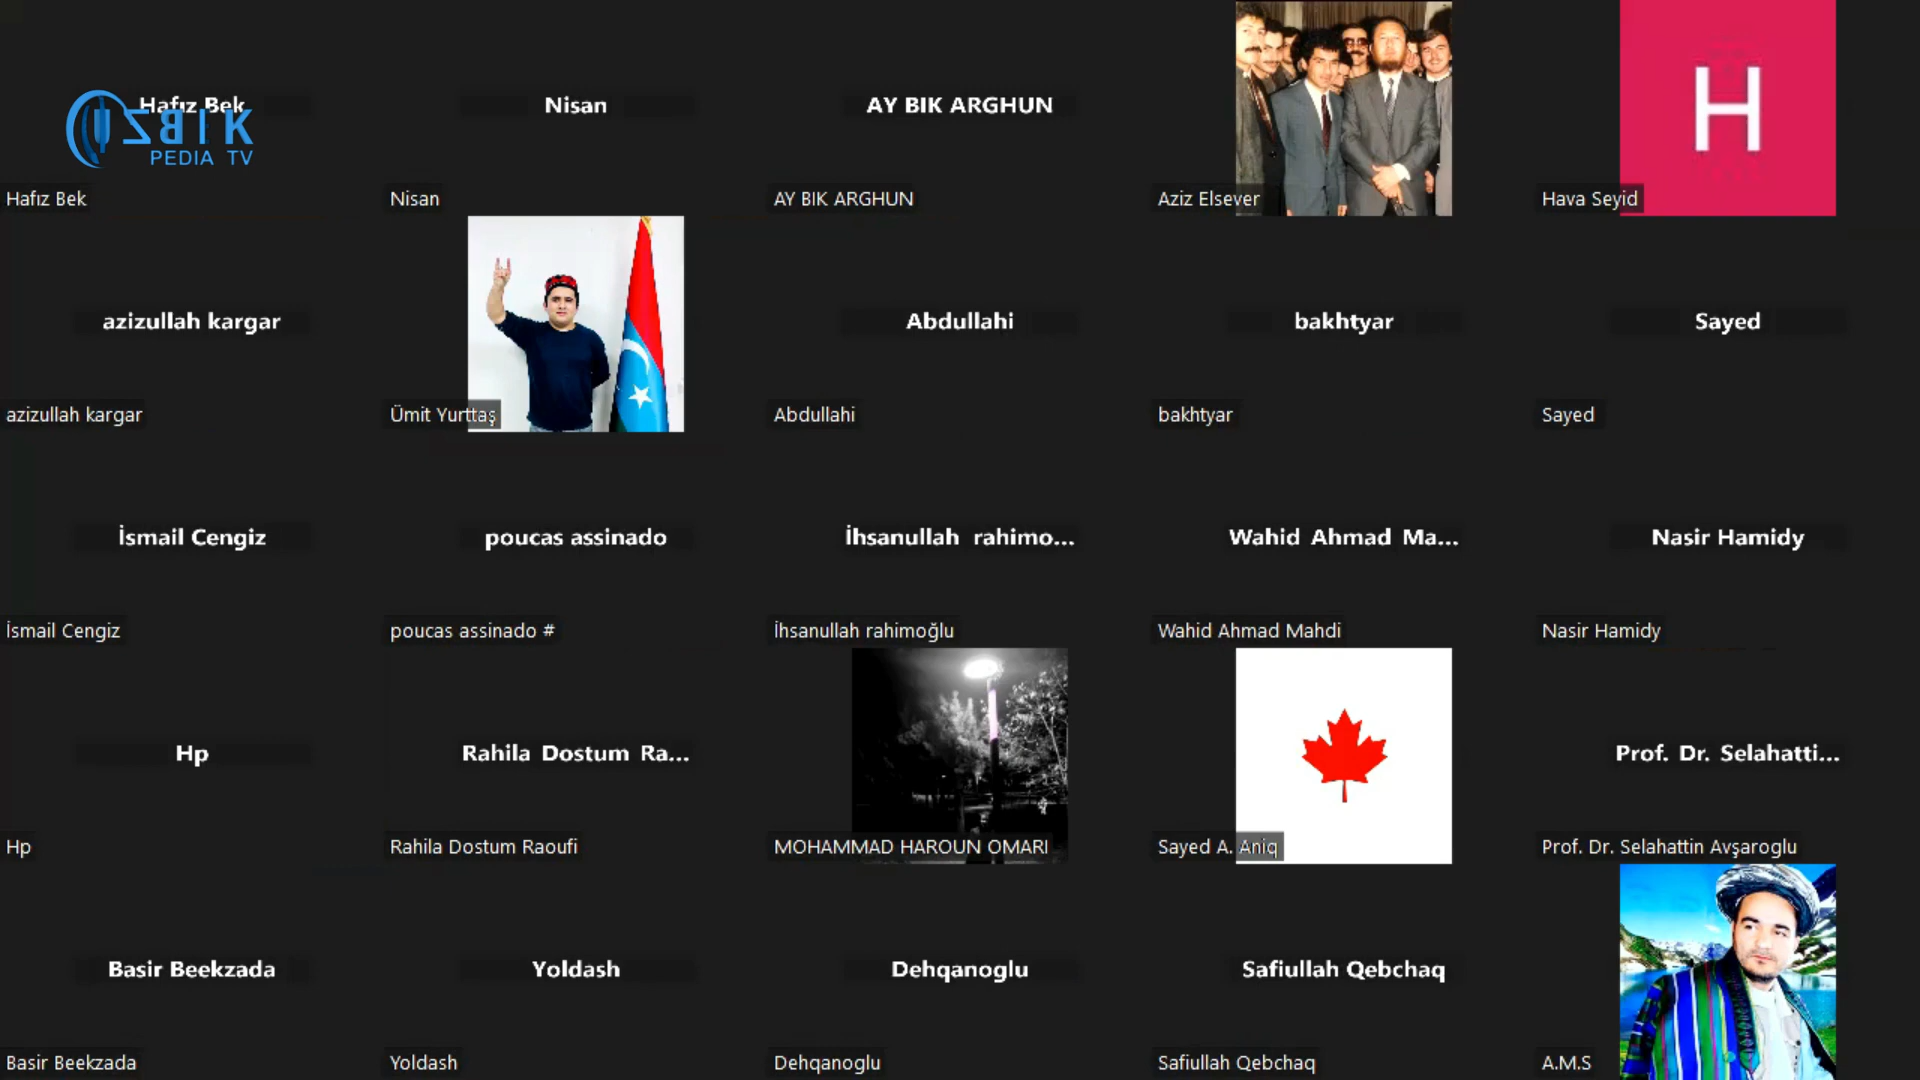 Hafız Bek
Nisan
AY BIK ARGHUN
H
PEDIA TV
Hafız Bek
Nisan
AY BIK ARGHUN
Aziz Elsever
Hava Seyid
azizullah kargar
Abdullahi
bakhtyar
Sayed
azizullah kargar
Ümit Yurttaş
Abdullahi
bakhtyar
Sayed
İsmail Cengiz
poucas assinado
İhsanullah rahimo...
Wahid Ahmad Ma...
Nasir Hamidy
İsmail Cengiz
poucas assinado #
İhsanullah rahimoğlu
Wahid Ahmad Mahdi
Nasir Hamidy
Hp
Rahila Dostum Ra...
Prof. Dr. Selahatti...
Hp
Rahila Dostum Raoufi
MOHAMMAD HAROUN OMARI
Sayed A. Aniq
Prof. Dr. Selahattin Avşaroglu
Basir Beekzada
Yoldash
Dehqanoglu
Safiullah Qebchaq
Basir Beekzada
Yoldash
Dehqanoglu
Safiullah Qebchaq
A.M.S